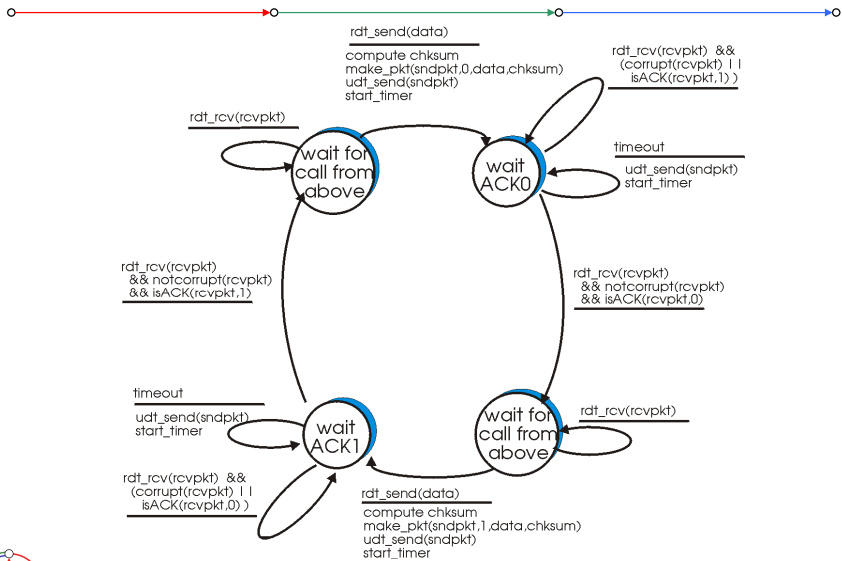 rdt_send(data)
compute chksum
make_pkt(sndpkt,0,data,chksum)
udt_send(sndpkt)
start_timer
rdt_rcv(rcvpkt) &&
(corrupt(rcvpkt) ||
isACK(rcvpkt,1) )
rdt_rcv(rcvpkt)
wait for
call from
above
wait
ACK0
timeout
udt_send(sndpkt)
start_timer
rdt_rcv(rcvpkt)
&& notcorrupt(rcvpkt)
&& isACK(rcvpkt,1)
rdt_rcv(rcvpkt)
&& notcorrupt(rcvpkt)
&& isACK(rcvpkt,0)
timeout
udt_send(sndpkt)
start_timer
wait
ACK1
wait for
call from
above
rdt_rcv(rcvpkt)
rdt_rcv(rcvpkt) &&
(corrupt(rcvpkt) ||
isACK(rcvpkt,0) )
rdt_send(data)
compute chksum
make_pkt(sndpkt,1,data,chksum)
udt_send(sndpkt)
start_timer